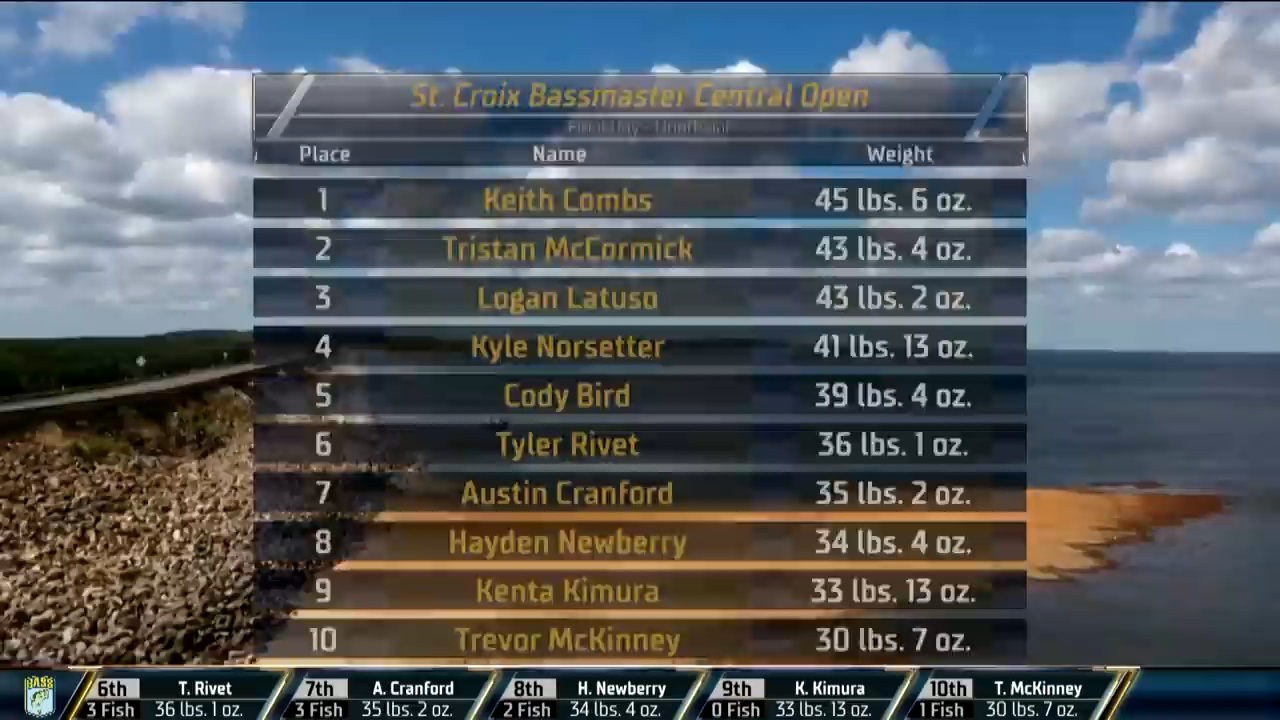 St. Croix Bassmaster Central Open
Final Day - Unofficial
Place Name Weight
1 Keith Combs 45 lbs. 6 oz.
2 Tristan McCormick 43 lbs. 4 oz.
3 Logan Latuso 43 lbs. 2 oz.
4 Kyle Norsetter 41 lbs. 13 oz.
5 Cody Bird 39 lbs. 4 oz.
6 Tyler Rivet 36 lbs. 1 oz.
7 Austin Cranford 35 lbs. 2 oz.
8 Hayden Newberry 34 lbs. 4 oz.
9 Kenta Kimura 33 lbs. 13 oz.
10 Trevor McKinney 30 lbs. 7 oz.
BASS
6th T. Rivet 7th A. Cranford 8th H. Newberry 9th K. Kimura 10th T. McKinney
3 Fish 36 lbs. 1 oz. 3 Fish 35 lbs. 2 oz. 2 Fish 34 lbs. 4 oz. 0 Fish 33 lbs. 13 oz. 1 Fish 30 lbs. 7 oz.